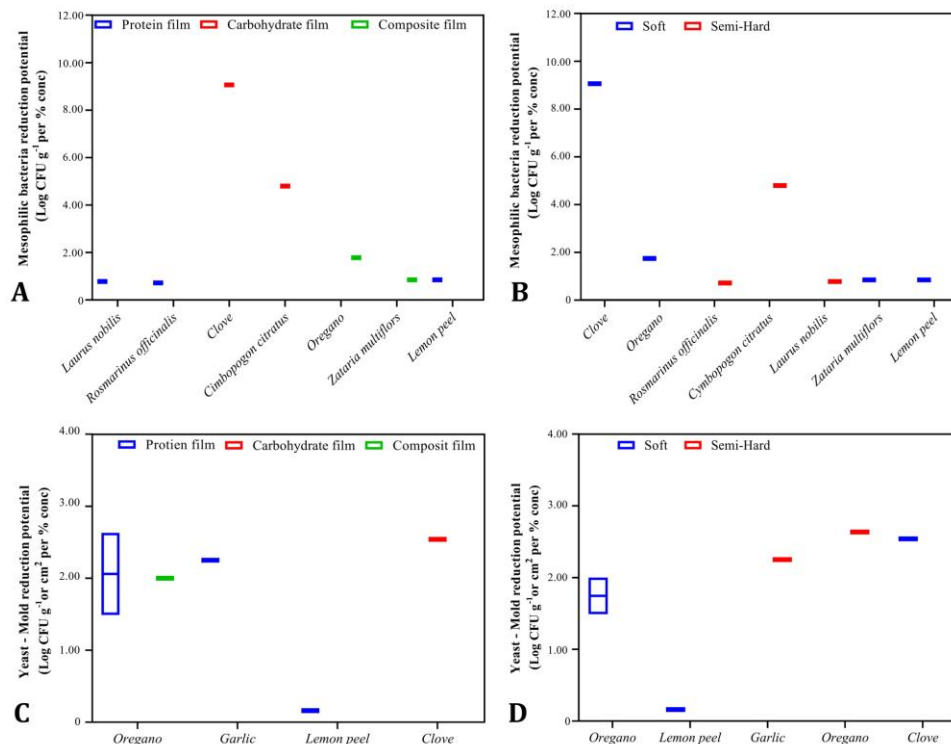 Protein film Carbohydrate film Composite film
12.00
10.00
8.00
6.00
4.00
2.00
0
Mesophilic bacteria reduction potential
(Log CFU g-1 per % conc)
A
Laurus nobilis
Rosmarinus officinalis
Clove
Cimbopogon citratus
Oregano
Zataria multiflors
Lemon peel
Soft Semi-Hard
12.00
10.00
8.00
6.00
4.00
2.00
0
Mesophilic bacteria reduction potential
(Log CFU g-1 per % conc)
B
Clove
Oregano
Rosmarinus officinalis
Cymbopogon citratus
Laurus nobilis
Zataria multiflors
Lemon peel
Protien film Carbohydrate film Composit film
4.00
3.00
2.00
1.00
0
Yeast - Mold reduction potential
(Log CFU g-1 or cm2 per % conc)
C
Oregano Garlic Lemon peel Clove
Soft Semi-Hard
4.00
3.00
2.00
1.00
0
Yeast - Mold reduction potential
(Log CFU g-1 or cm2 per % conc)
D
Oregano Lemon peel Garlic Oregano Clove